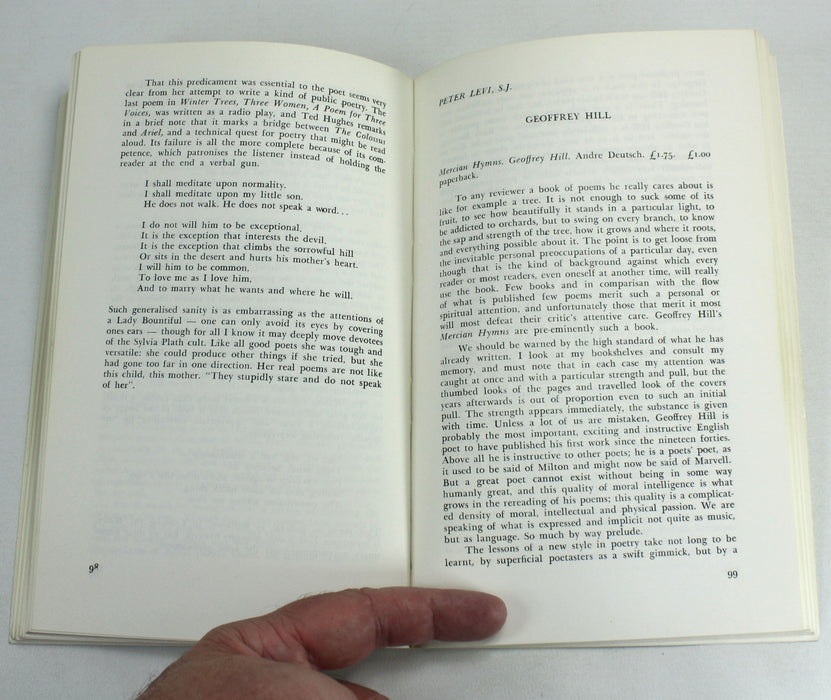 That this predicament was essential to the poet seems very
clear from her attempt to write a kind of public poetry. The
last poem in Winter Trees, Three Women, A Poem for Three
Voices, was written as a radio play, and Ted Hughes remarks
in a brief note that it marks a bridge between The Colossus
and Ariel, and a technical quest for poetry that might be read
aloud. Its failure is all the more complete because of its com-
petence, which patronises the listener instead of holding the
reader at the end a verbal gun.
I shall meditate upon normality.
I shall meditate upon my little son.
He does not walk. He does not speak a word...
I do not will him to be exceptional.
It is the exception that interests the devil.
It is the exception that climbs the sorrowful hill
Or sits in the desert and hurts his mother's heart.
I will him to be common,
To love me as I love him,
And to marry what he wants and where he will.
Such generalised sanity is as embarrassing as the attentions of
a Lady Bountiful — one can only avoid its eyes by covering
ones ears — though for all I know it may deeply move devotees
of the Sylvia Plath cult. Like all good poets she was tough and
versatile: she could produce other things if she tried, but she
had gone too far in one direction. Her real poems are not like
this child, this mother. "They stupidly stare and do not speak
of her".
98
PETER LEVI, S.J.
GEOFFREY HILL
Mercian Hymns. Geoffrey Hill. Andre Deutsch. £1.75. £1.00
paperback.
To any reviewer a book of poems he really cares about is
like for example a tree. It is not enough to suck some of its
fruit, to see how beautifully it stands in a particular light, to
be addicted to orchards, but to swing on every branch, to know
the sap and strength of the tree, how it grows and where it roots,
and everything possible about it. The point is to get loose from
the inevitable personal preoccupations of a particular day, even
though that is the kind of background against which every
reader or most readers, even oneself at another time, will really
use the book. Few books and in comparisan with the flow
of what is published few poems merit such a personal or
spiritual attention, and unfortunately those that merit it most
will most defeat their critic's attentive care. Geoffrey Hill's
Mercian Hymns are pre-eminently such a book.
We should be warned by the high standard of what he has
already written. I look at my bookshelves and consult my
memory, and must note that in each case my attention was
caught at once and with a particular strength and pull, but the
thumbed looks of the pages and travelled look of the covers
years afterwards is out of proportion even to such an initial
pull. The strength appears immediately, the substance is given
with time. Unless a lot of us are mistaken, Geoffrey Hill is
probably the most important, exciting and instructive English
poet to have published his first work since the nineteen forties.
Above all he is instructive to other poets; he is a poets' poet, as
it used to be said of Milton and might now be said of Marvell.
But a great poet cannot exist without being in some way
humanly great, and this quality of moral intelligence is what
grows in the rereading of his poems; this quality is a complicat-
ed density of moral, intellectual and physical passion. We are
speaking of what is expressed and implicit not quite as music,
but as language. So much by way prelude.
The lessons of a new style in poetry take not long to be
learnt, by superficial poetasters as a swift gimmick, but by a
99